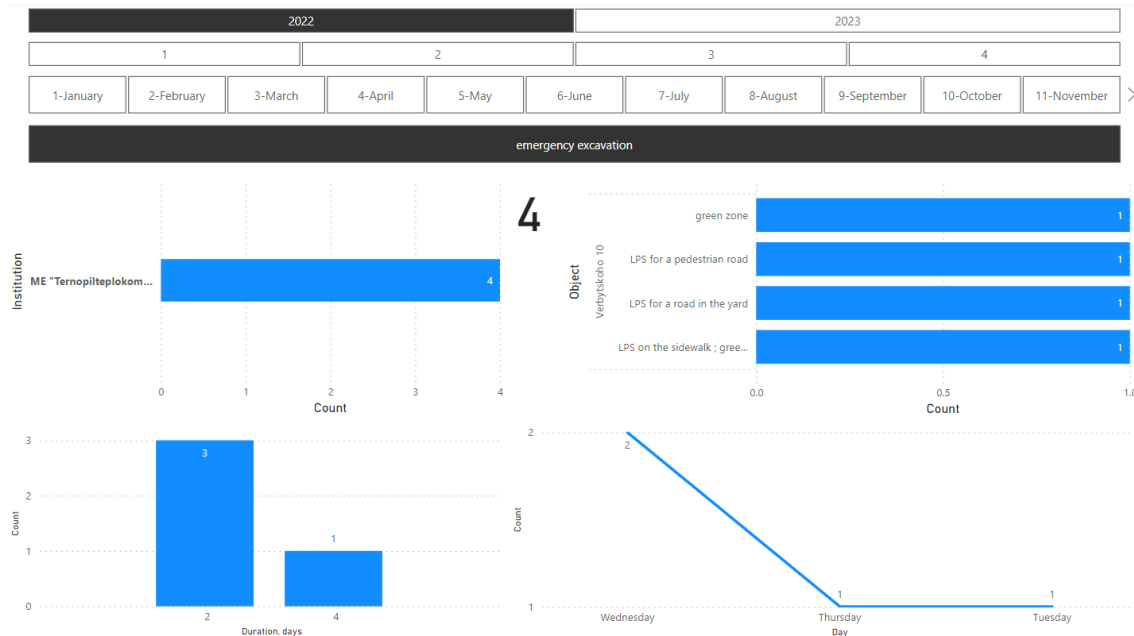 2022 2023
1 2 3 4
1-January 2-February 3-March 4-April 5-May 6-June 7-July 8-August 9-September 10-October 11-November
emergency excavation
4
Institution
ME "Ternopilteplokom...
4
0 1 2 3 4
Count
Object
Verbytskoho 10
green zone 1
LPS for a pedestrian road 1
LPS for a road in the yard 1
LPS on the sidewalk ; gree... 1
0.0 0.5 1.0
Count
Count
3
2
1
0
3
1
2 4
Duration, days
Count
2
1
2
1
1
Wednesday Thursday Tuesday
Day